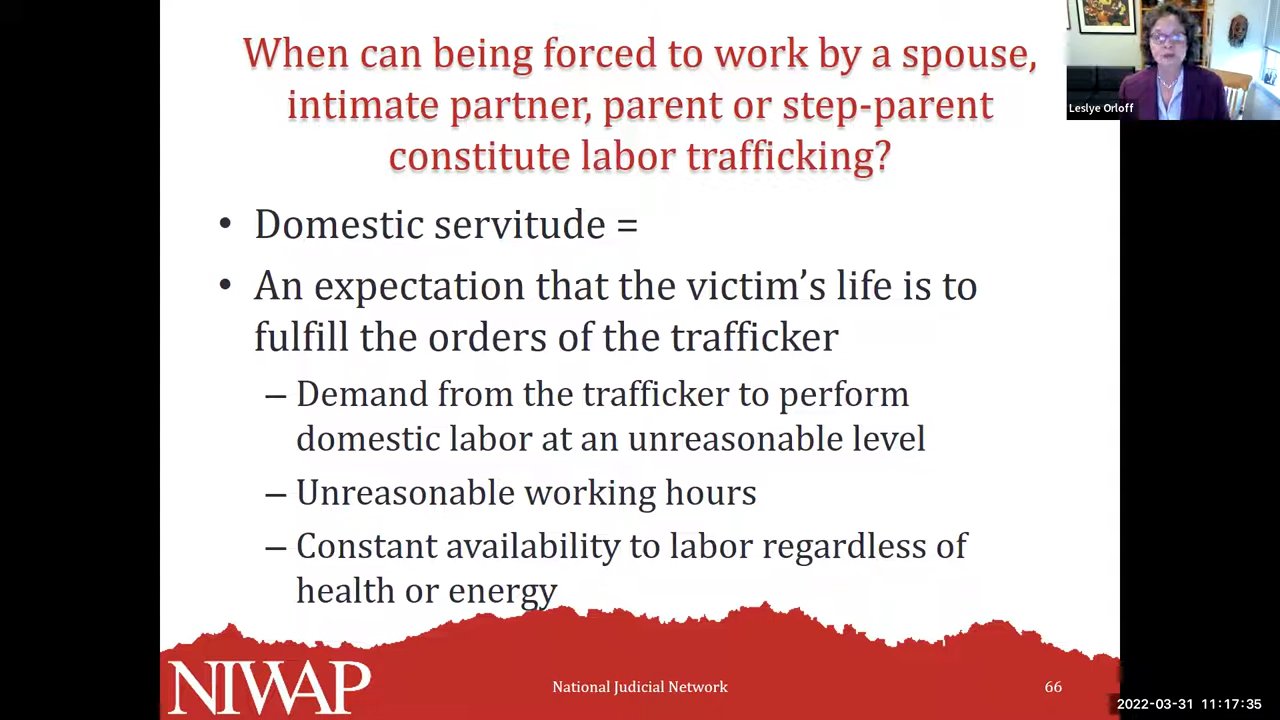 When can being forced to work by a spouse,
intimate partner, parent or step-parent
constitute labor trafficking?
Leslye Orloff
• Domestic servitude =
• An expectation that the victim’s life is to
fulfill the orders of the trafficker
– Demand from the trafficker to perform
domestic labor at an unreasonable level
– Unreasonable working hours
– Constant availability to labor regardless of
health or energy
NIWAP
National Judicial Network
66
2022-03-31 11:17:35